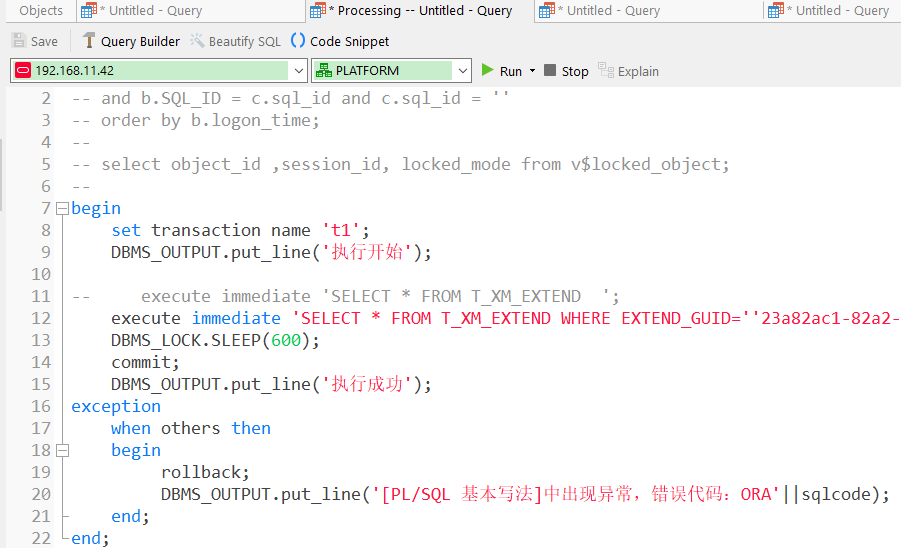 Objects * Untitled - Query * Processing -- Untitled - Query * Untitled - Query * Untitled - Query
Save Query Builder Beautify SQL () Code Snippet
192.168.11.42 PLATFORM Run Stop Explain
2 -- and b.SQL_ID = c.sql_id and c.sql_id = ''
3 -- order by b.logon_time;
4 --
5 -- select object_id ,session_id, locked_mode from v$locked_object;
6 --
7 begin
8 set transaction name 't1';
9 DBMS_OUTPUT.put_line('执行开始');
10
11 -- execute immediate 'SELECT * FROM T_XM_EXTEND ';
12 execute immediate 'SELECT * FROM T_XM_EXTEND WHERE EXTEND_GUID=''23a82ac1-82a2-
13 DBMS_LOCK.SLEEP(600);
14 commit;
15 DBMS_OUTPUT.put_line('执行成功');
16 exception
17 when others then
18 begin
19 rollback;
20 DBMS_OUTPUT.put_line('[PL/SQL 基本写法]中出现异常，错误代码：ORA'||sqlcode);
21 end;
22 end;